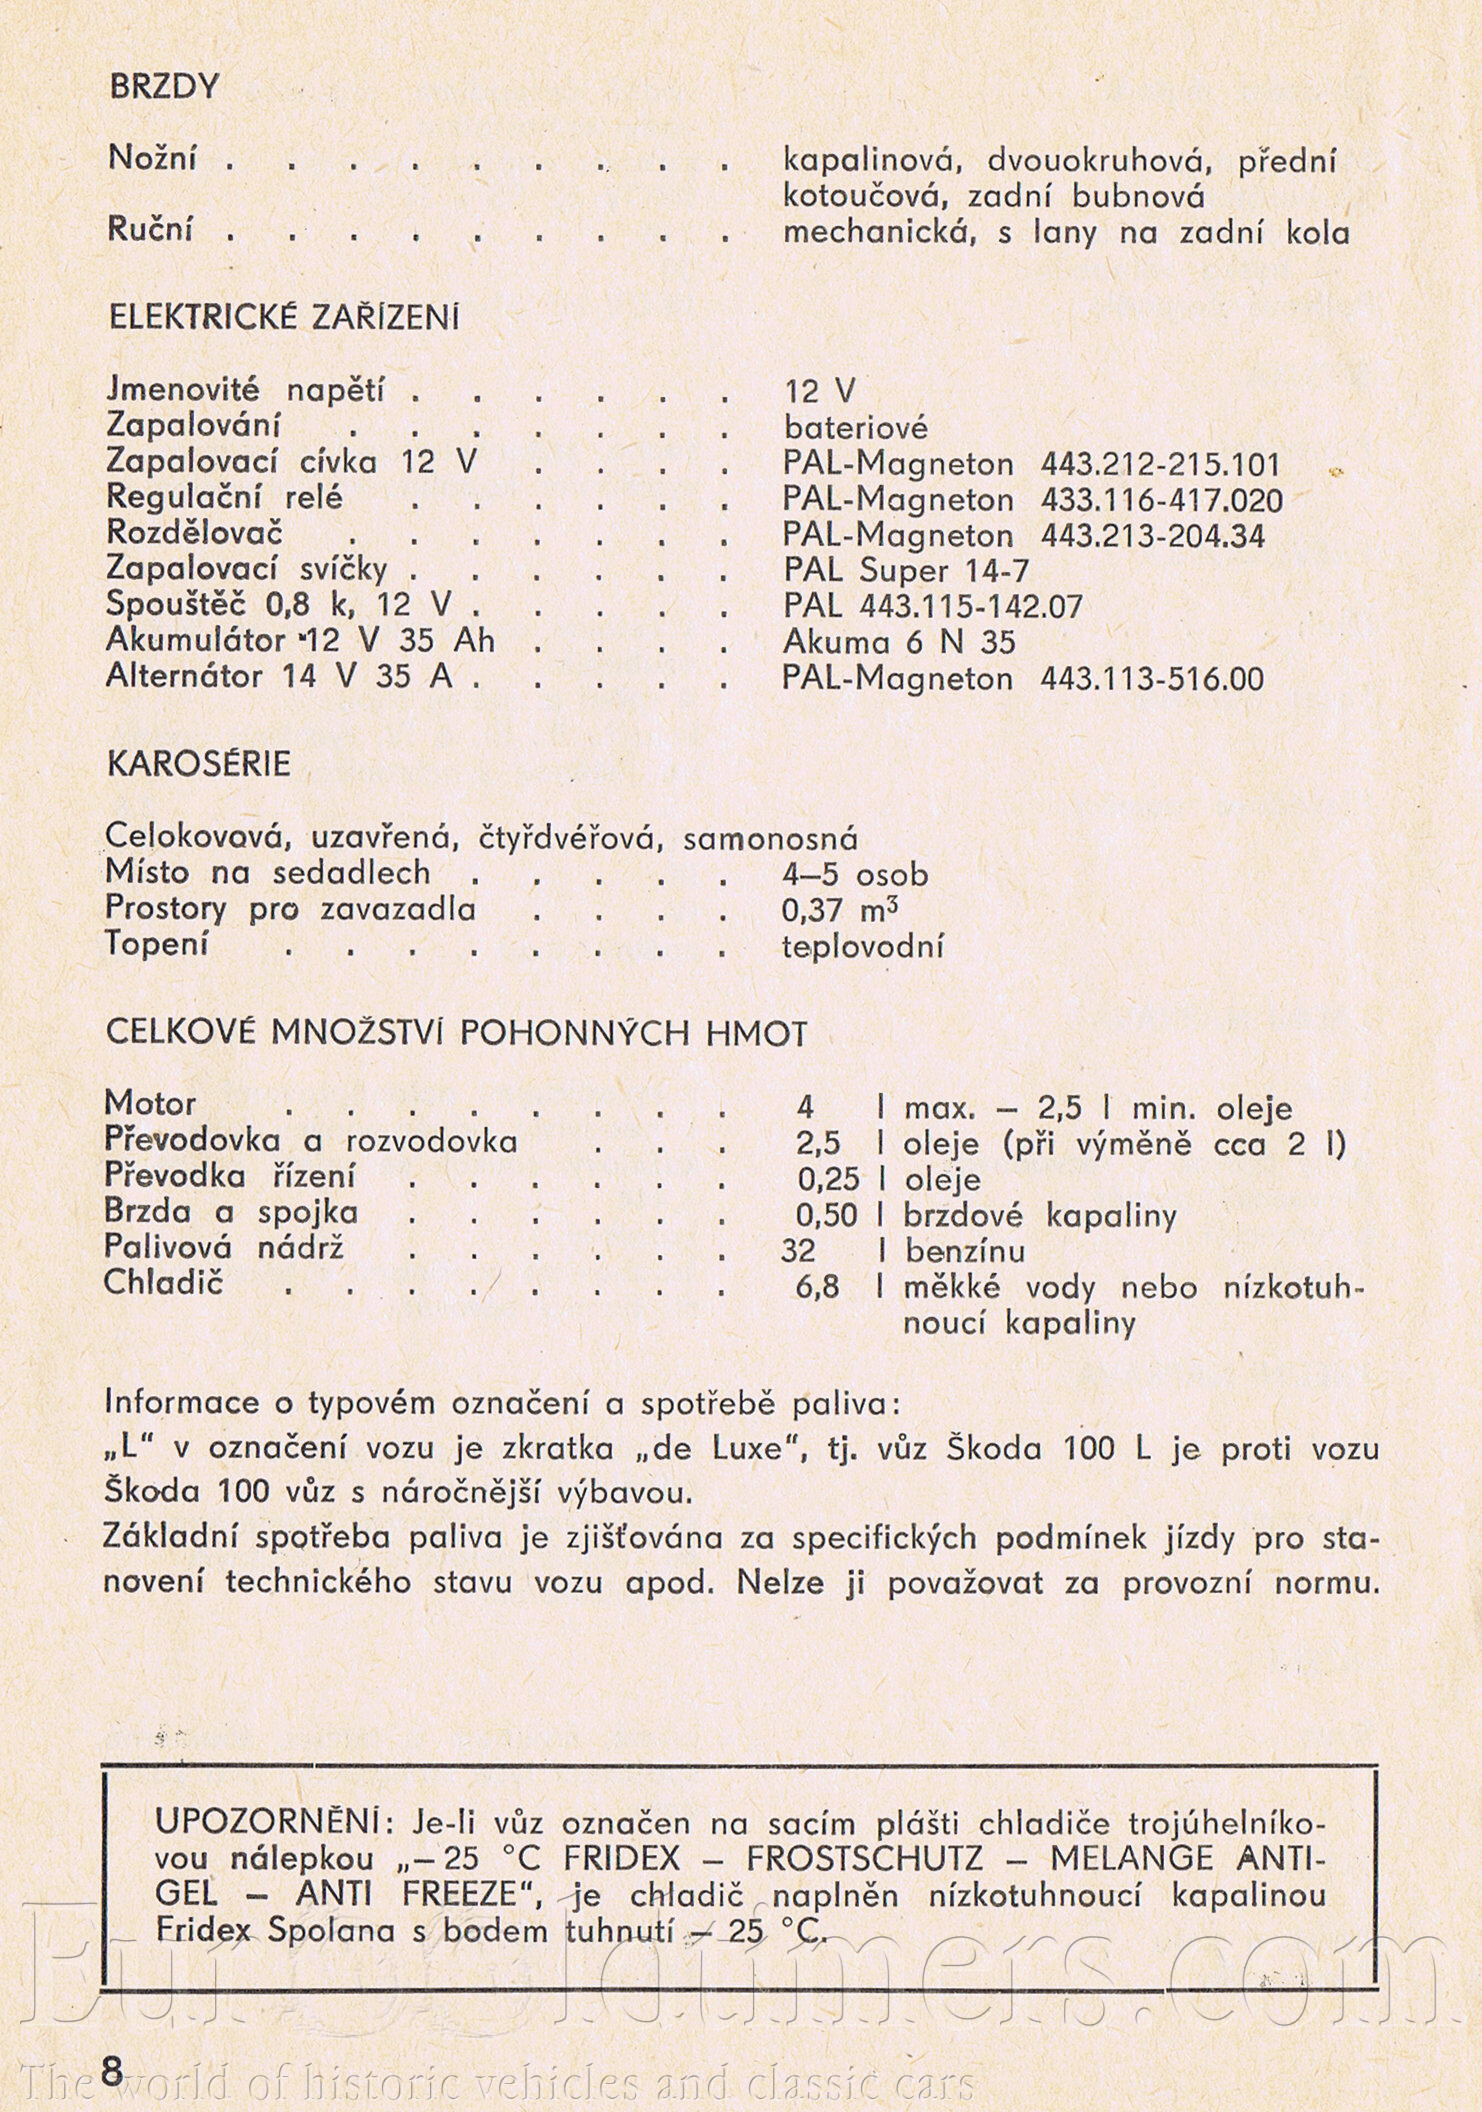 BRZDY
Nožní . . . . . . . . . kapalinová, dvouokruhová, přední
kotoučová, zadní bubnová
Ruční . . . . . . . . . mechanická, s lany na zadní kola
ELEKTRICKÉ ZAŘÍZENÍ
Jmenovité napětí . . . . . . 12 V
Zapalování . . . . . . . bateriové
Zapalovací cívka 12 V . . . . PAL-Magneton 443.212-215.101
Regulační relé . . . . . . PAL-Magneton 433.116-417.020
Rozdělovač . . . . . . . PAL-Magneton 443.213-204.34
Zapalovací svíčky . . . . . . PAL Super 14-7
Spouštěč 0,8 k, 12 V . . . . . PAL 443.115-142.07
Akumulátor 12 V 35 Ah . . . . Akuma 6 N 35
Alternátor 14 V 35 A . . . . . PAL-Magneton 443.113-516.00
KAROSÉRIE
Celokovová, uzavřená, čtyřdvéřová, samonosná
Místo na sedadlech . . . . . 4–5 osob
Prostory pro zavazadla . . . . 0,37 m³
Topení . . . . . . . . teplovodní
CELKOVÉ MNOŽSTVÍ POHONNÝCH HMOT
Motor . . . . . . . . 4 l max. – 2,5 l min. oleje
Převodovka a rozvodovka . . . 2,5 l oleje (při výměně cca 2 l)
Převodka řízení . . . . . . 0,25 l oleje
Brzda a spojka . . . . . . 0,50 l brzdové kapaliny
Palivová nádrž . . . . . . 32 l benzínu
Chladič . . . . . . . . 6,8 l měkké vody nebo nízkotuh-
noucí kapaliny
Informace o typovém označení a spotřebě paliva:
„L“ v označení vozu je zkratka „de Luxe“, tj. vůz Škoda 100 L je proti vozu
Škoda 100 vůz s náročnější výbavou.
Základní spotřeba paliva je zjišťována za specifických podmínek jízdy pro sta-
novení technického stavu vozu apod. Nelze ji považovat za provozní normu.
UPOZORNĚNÍ: Je-li vůz označen na sacím plášti chladiče trojúhelníko-
vou nálepkou „– 25 °C FRIDEX – FROSTSCHUTZ – MELANGE ANTI-
GEL – ANTI FREEZE“, je chladič naplněn nízkotuhnoucí kapalinou
Fridex Spolana s bodem tuhnutí – 25 °C.
EurOOldtimers.com
8
The world of historic vehicles and classic cars